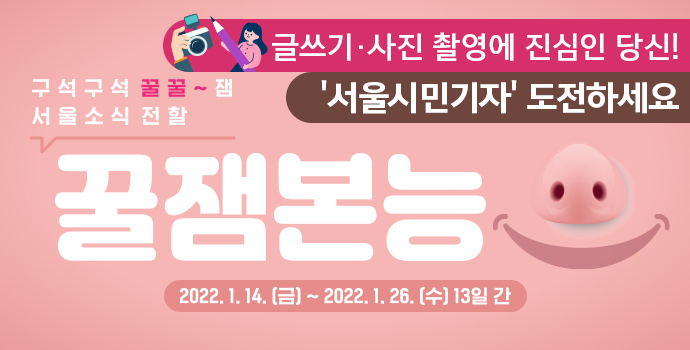 글쓰기·사진 촬영에 진심인 당신!
'서울시민기자' 도전하세요
구석구석 꿀꿀~잼
서울소식 전할
꿀잼본능
2022. 1. 14. (금) ~ 2022. 1. 26. (수) 13일 간